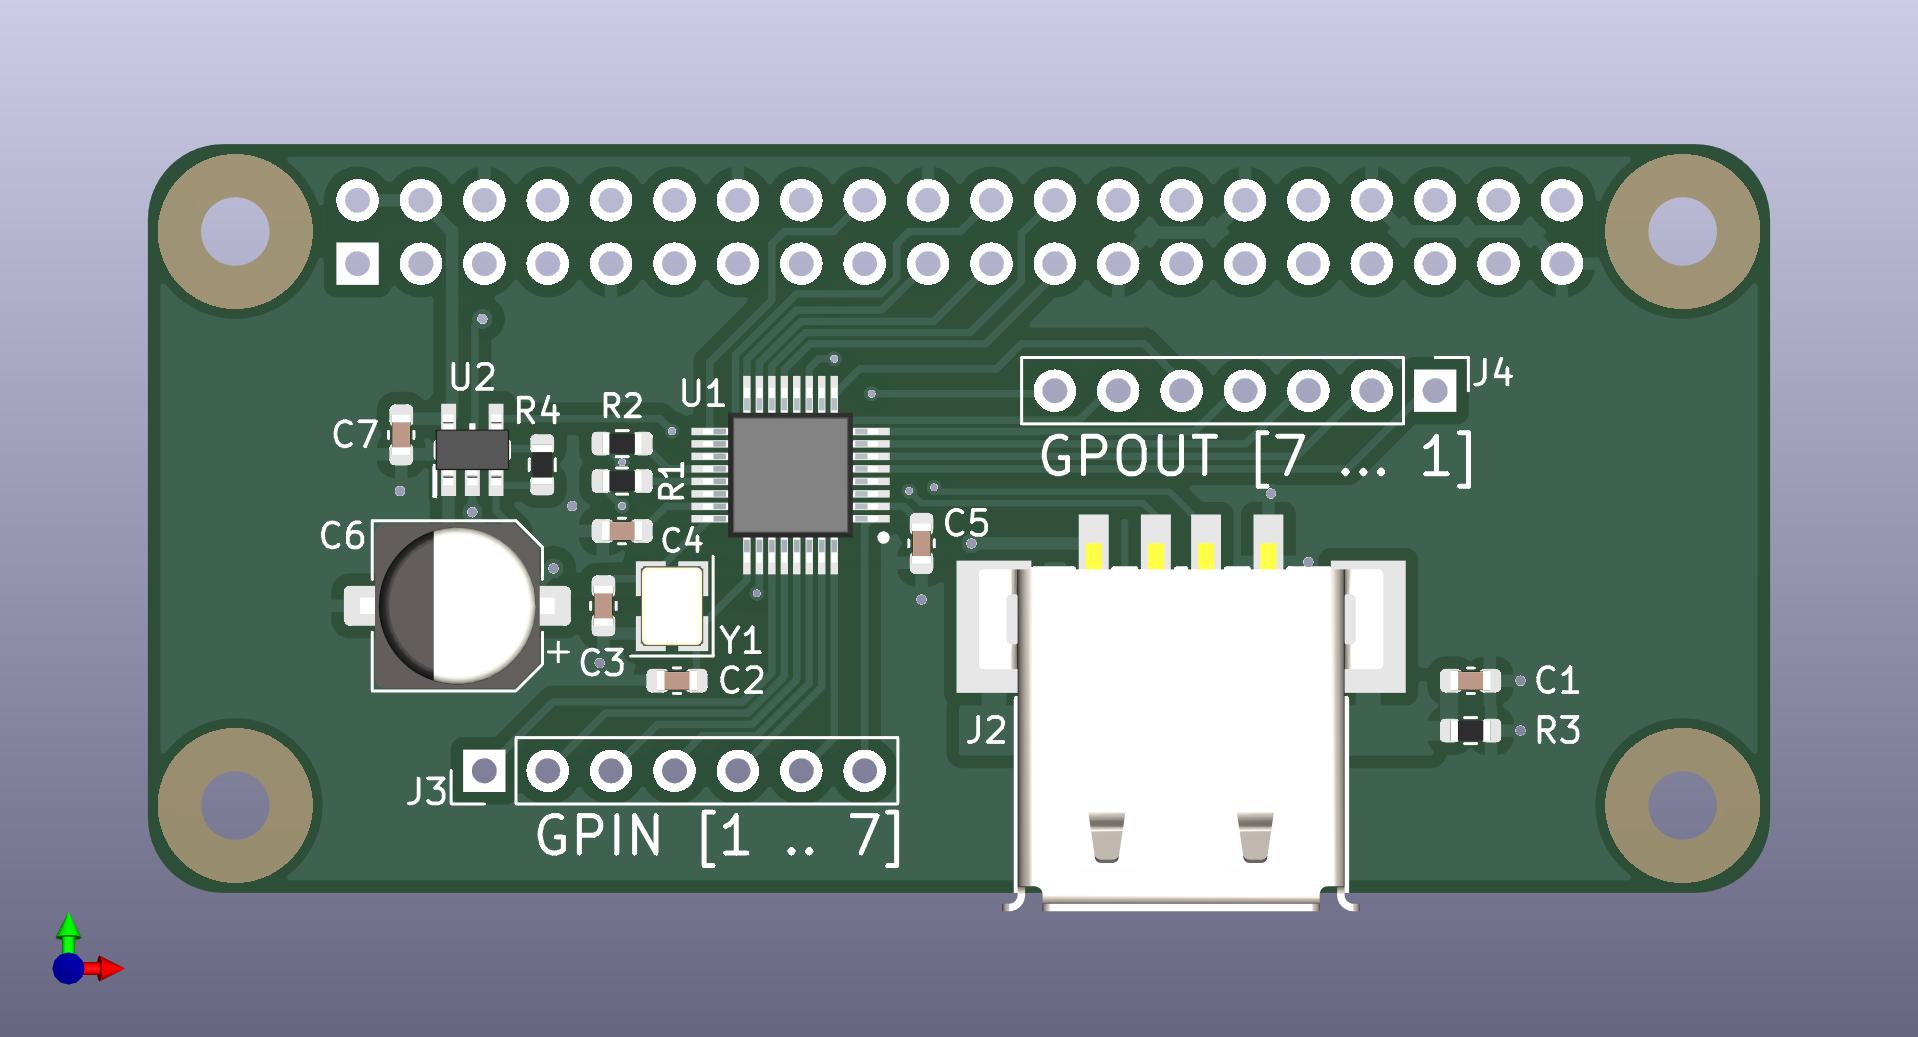 J4
U2
U1
R4
R2
C7
GPOUT [7 ... 1]
R1
C6
C5
C4
Y1
+
C3
C2
C1
J2
R3
J3
GPIN [1 .. 7]